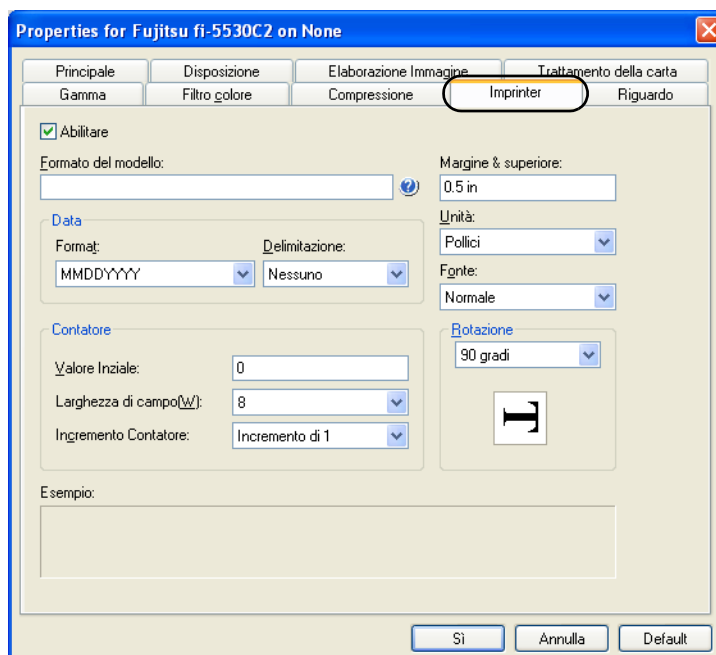 Properties for Fujitsu fi-5530C2 on None
Principale Disposizione Elaborazione Immagine Trattamento della carta
Gamma Filtro colore Compressione Imprinter Riguardo
Abilitare
Formato del modello:
Margine & superiore:
0.5 in
Data
Format:
Delimitazione:
MMDDYYYY
Nessuno
Unità:
Pollici
Fonte:
Normale
Contatore
Valore Inziale: 0
Larghezza di campo(W): 8
Incremento Contatore: Incremento di 1
Rotazione
90 gradi
T
Esempio:
Sì Annulla Default